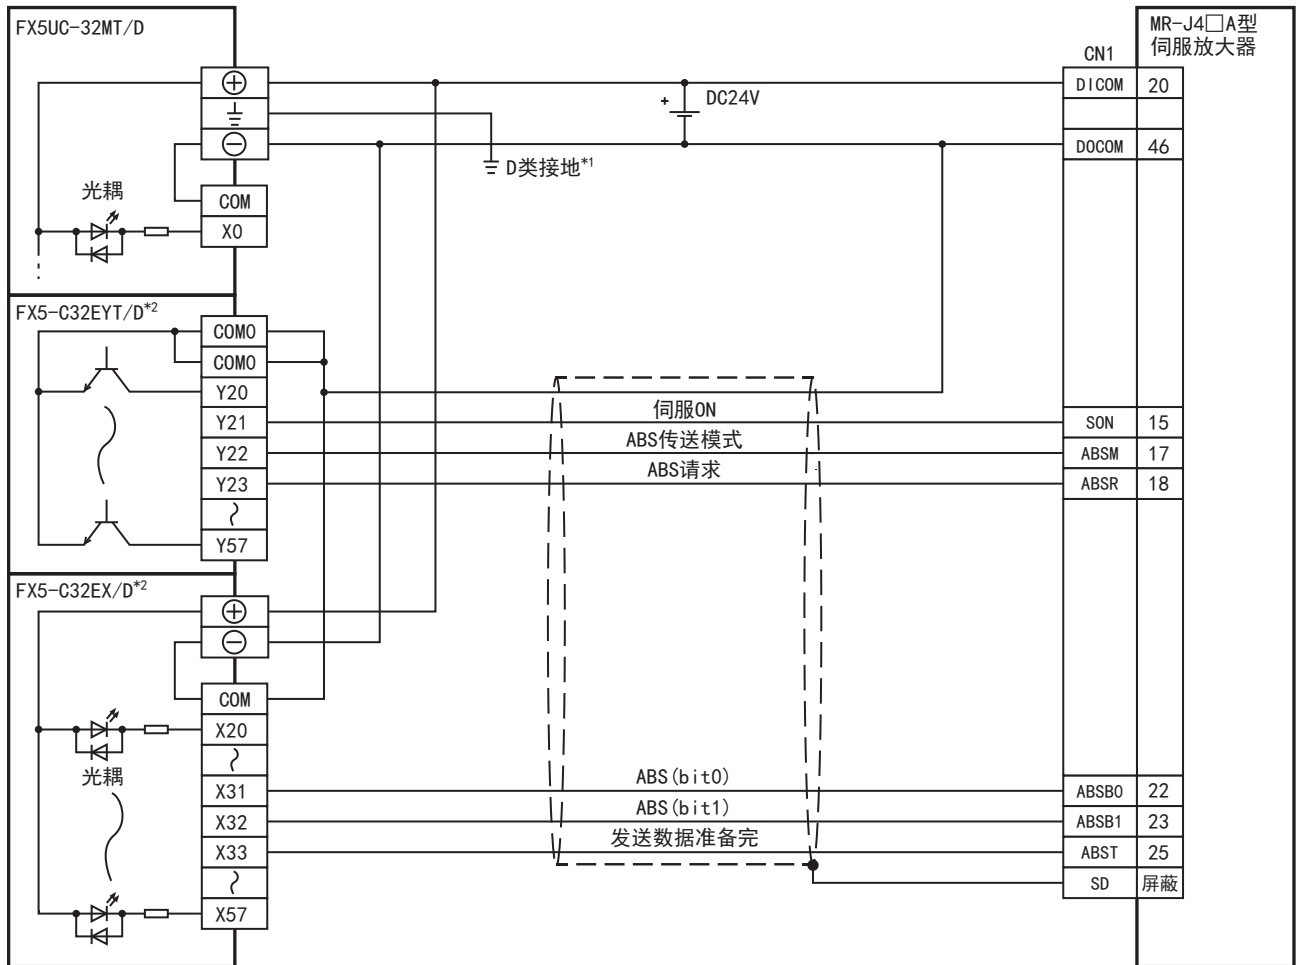 FX5UC-32MT/D
COM
X0
光耦
D类接地*1
+
DC24V
MR-J4□A型
伺服放大器
CN1
DICOM 20
DOCOM 46
FX5-C32EYT/D*2
COM0
COM0
Y20
Y21
Y22
Y23
Y57
伺服ON
ABS传送模式
ABS请求
SON 15
ABSM 17
ABSR 18
FX5-C32EX/D*2
COM
X20
光耦
X31
X32
X33
X57
ABS(bit0)
ABS(bit1)
发送数据准备完
ABSB0 22
ABSB1 23
ABST 25
SD 屏蔽